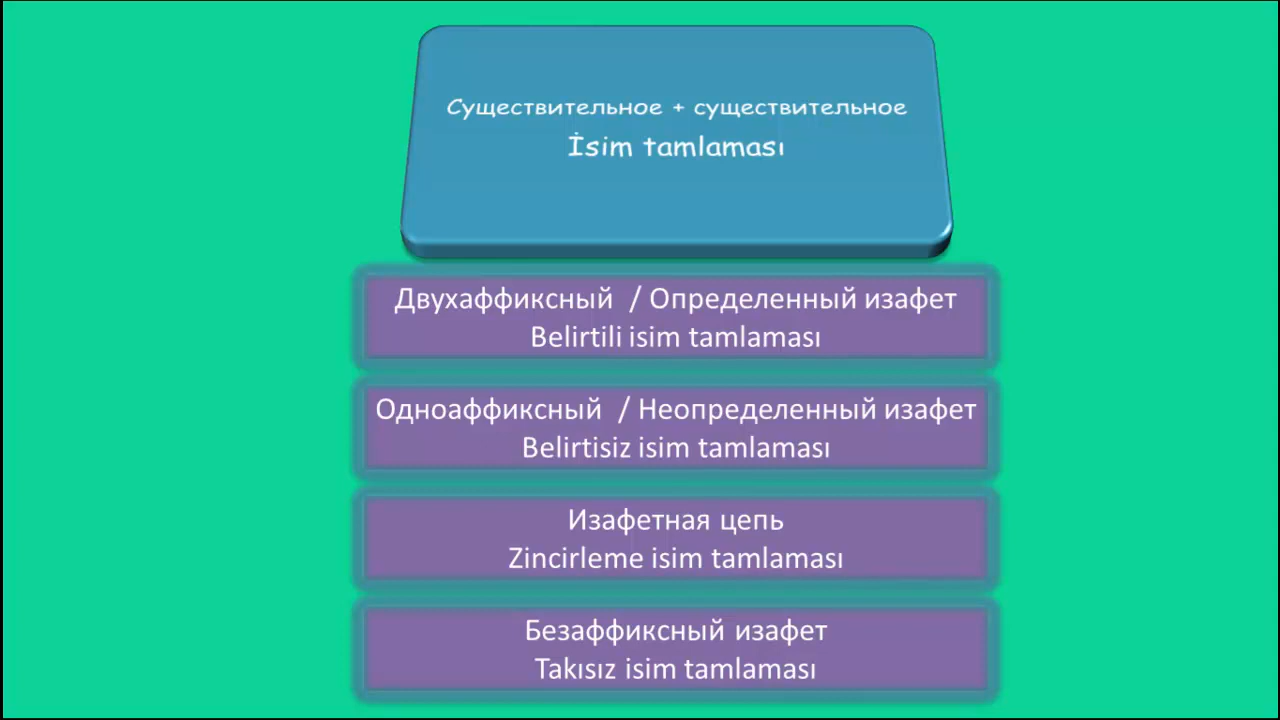 Существительное + существительное
İsim tamlaması
Двухаффиксный / Определенный изафет
Belirtili isim tamlaması
Одноаффиксный / Неопределенный изафет
Belirtisiz isim tamlaması
Изафетная цепь
Zincirleme isim tamlaması
Безаффиксный изафет
Takısız isim tamlaması